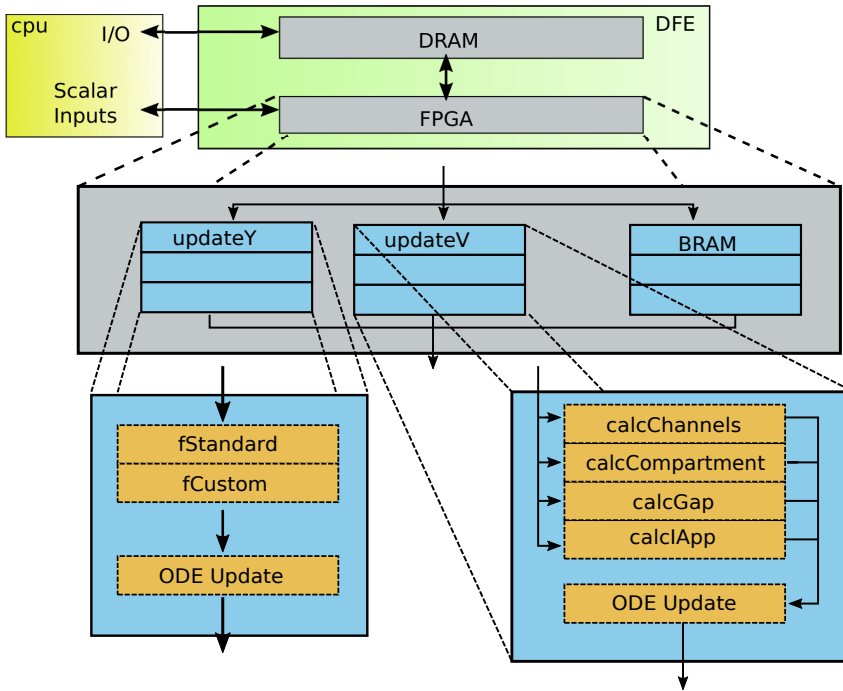 cpu
I/O
Scalar
Inputs
DFE
DRAM
FPGA
updateY
updateV
BRAM
fStandard
fCustom
ODE Update
calcChannels
calcCompartment
calcGap
calcIApp
ODE Update